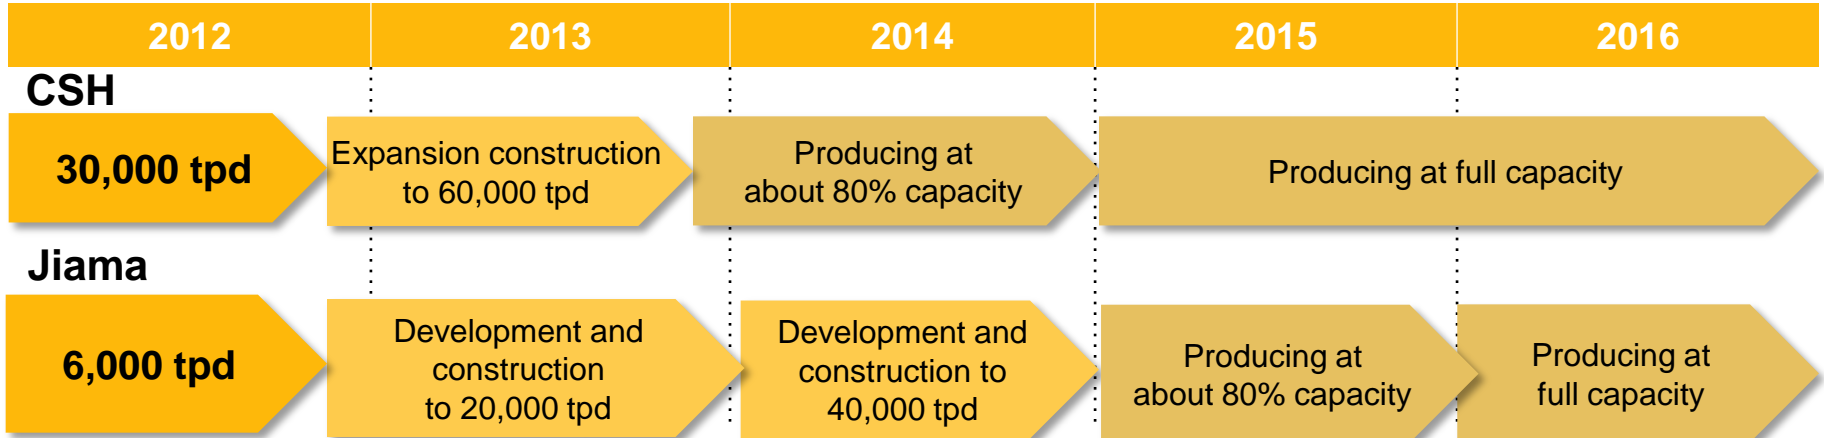 2012
2013
2014
2015
2016
CSH
30,000 tpd
Expansion construction
to 60,000 tpd
Producing at
about 80% capacity
Producing at full capacity
Jiama
6,000 tpd
Development and
construction
to 20,000 tpd
Development and
construction to
40,000 tpd
Producing at
about 80% capacity
Producing at
full capacity